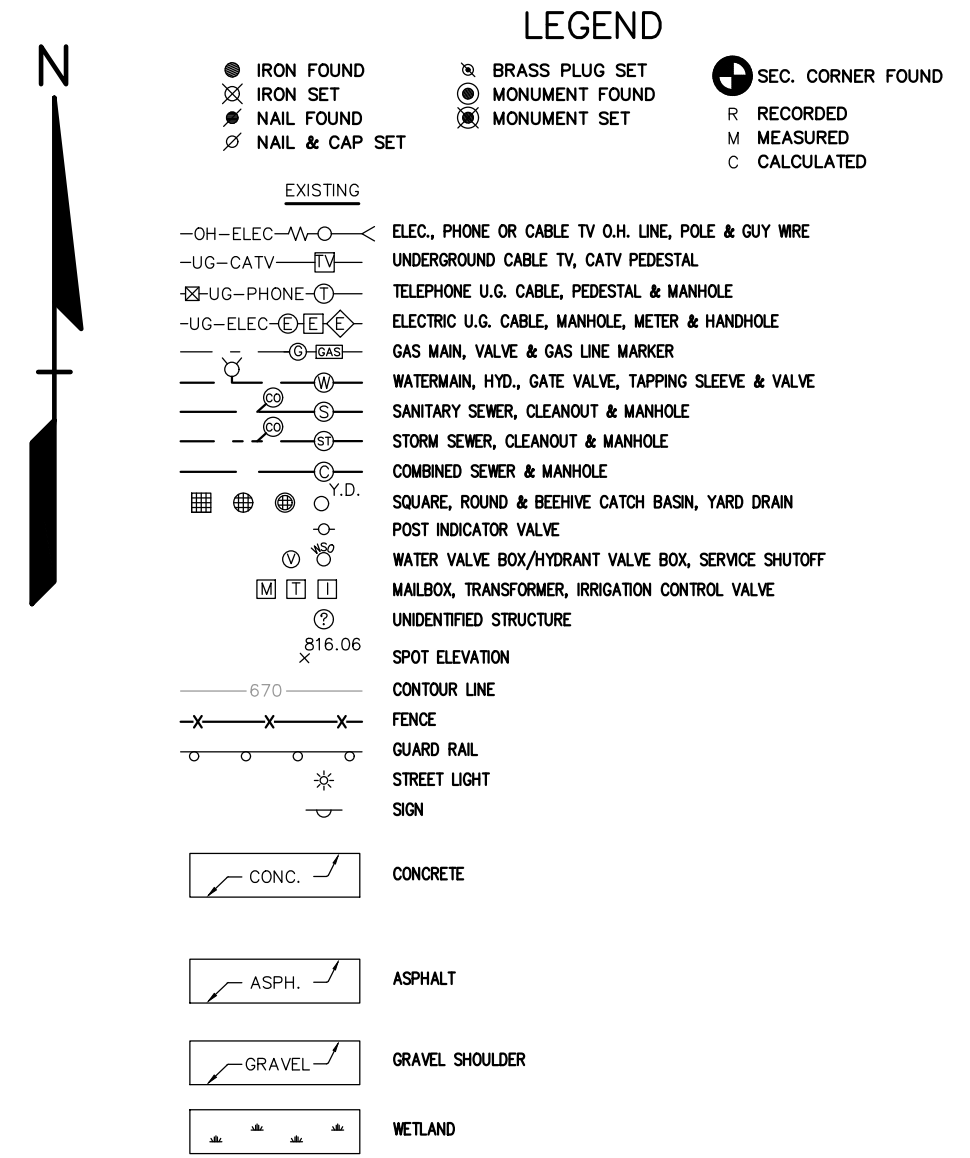 LEGEND
N
IRON FOUND
IRON SET
NAIL FOUND
NAIL & CAP SET
BRASS PLUG SET
MONUMENT FOUND
MONUMENT SET
SEC. CORNER FOUND
R RECORDED
M MEASURED
C CALCULATED
EXISTING
OH-ELEC ELEC., PHONE OR CABLE TV O.H. LINE, POLE & GUY WIRE
UG-CATV TV UNDERGROUND CABLE TV, CATV PEDESTAL
UG-PHONE T TELEPHONE U.G. CABLE, PEDESTAL & MANHOLE
UG-ELEC E E E ELECTRIC U.G. CABLE, MANHOLE, METER & HANDHOLE
G GAS GAS MAIN, VALVE & GAS LINE MARKER
W WATERMAIN, HYD., GATE VALVE, TAPPING SLEEVE & VALVE
CO S SANITARY SEWER, CLEANOUT & MANHOLE
CO ST STORM SEWER, CLEANOUT & MANHOLE
C COMBINED SEWER & MANHOLE
Y.D. SQUARE, ROUND & BEEHIVE CATCH BASIN, YARD DRAIN
POST INDICATOR VALVE
V WSO WATER VALVE BOX/HYDRANT VALVE BOX, SERVICE SHUTOFF
M T I MAILBOX, TRANSFORMER, IRRIGATION CONTROL VALVE
? UNIDENTIFIED STRUCTURE
816.06 SPOT ELEVATION
670 CONTOUR LINE
X X X FENCE
GUARD RAIL
STREET LIGHT
SIGN
CONC. CONCRETE
ASPH. ASPHALT
GRAVEL GRAVEL SHOULDER
WETLAND